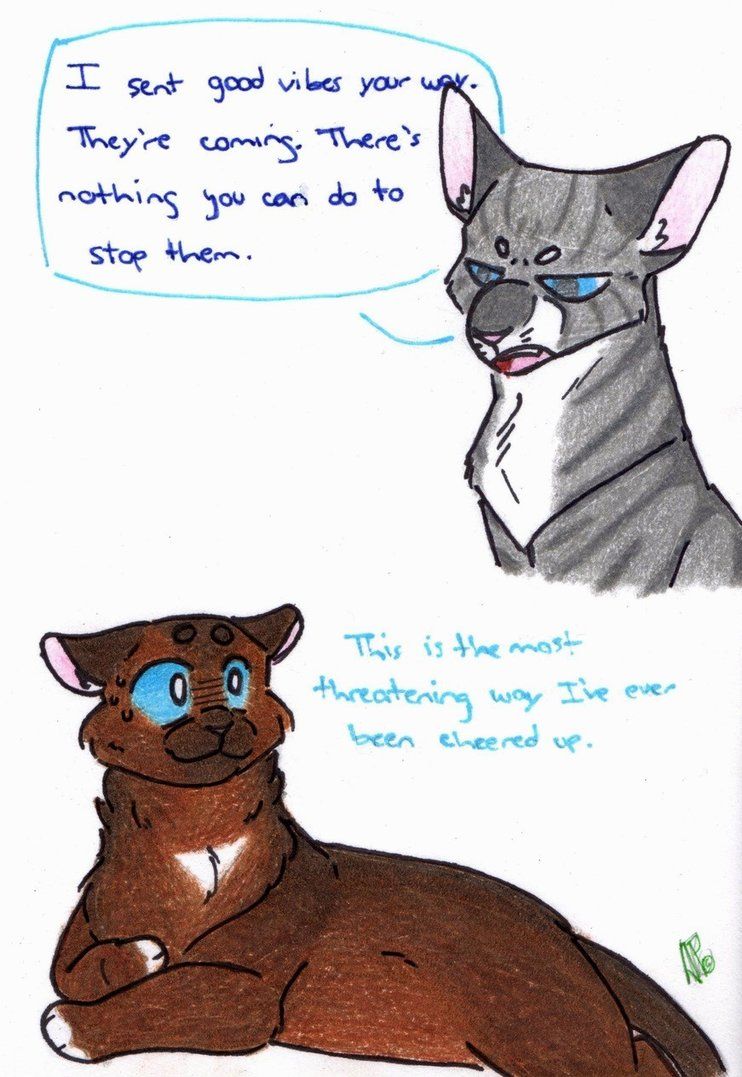 I sent good vibes your way.
They're coming. There's
nothing you can do to
stop them.
This is the most
threatening way I've ever
been cheered up.